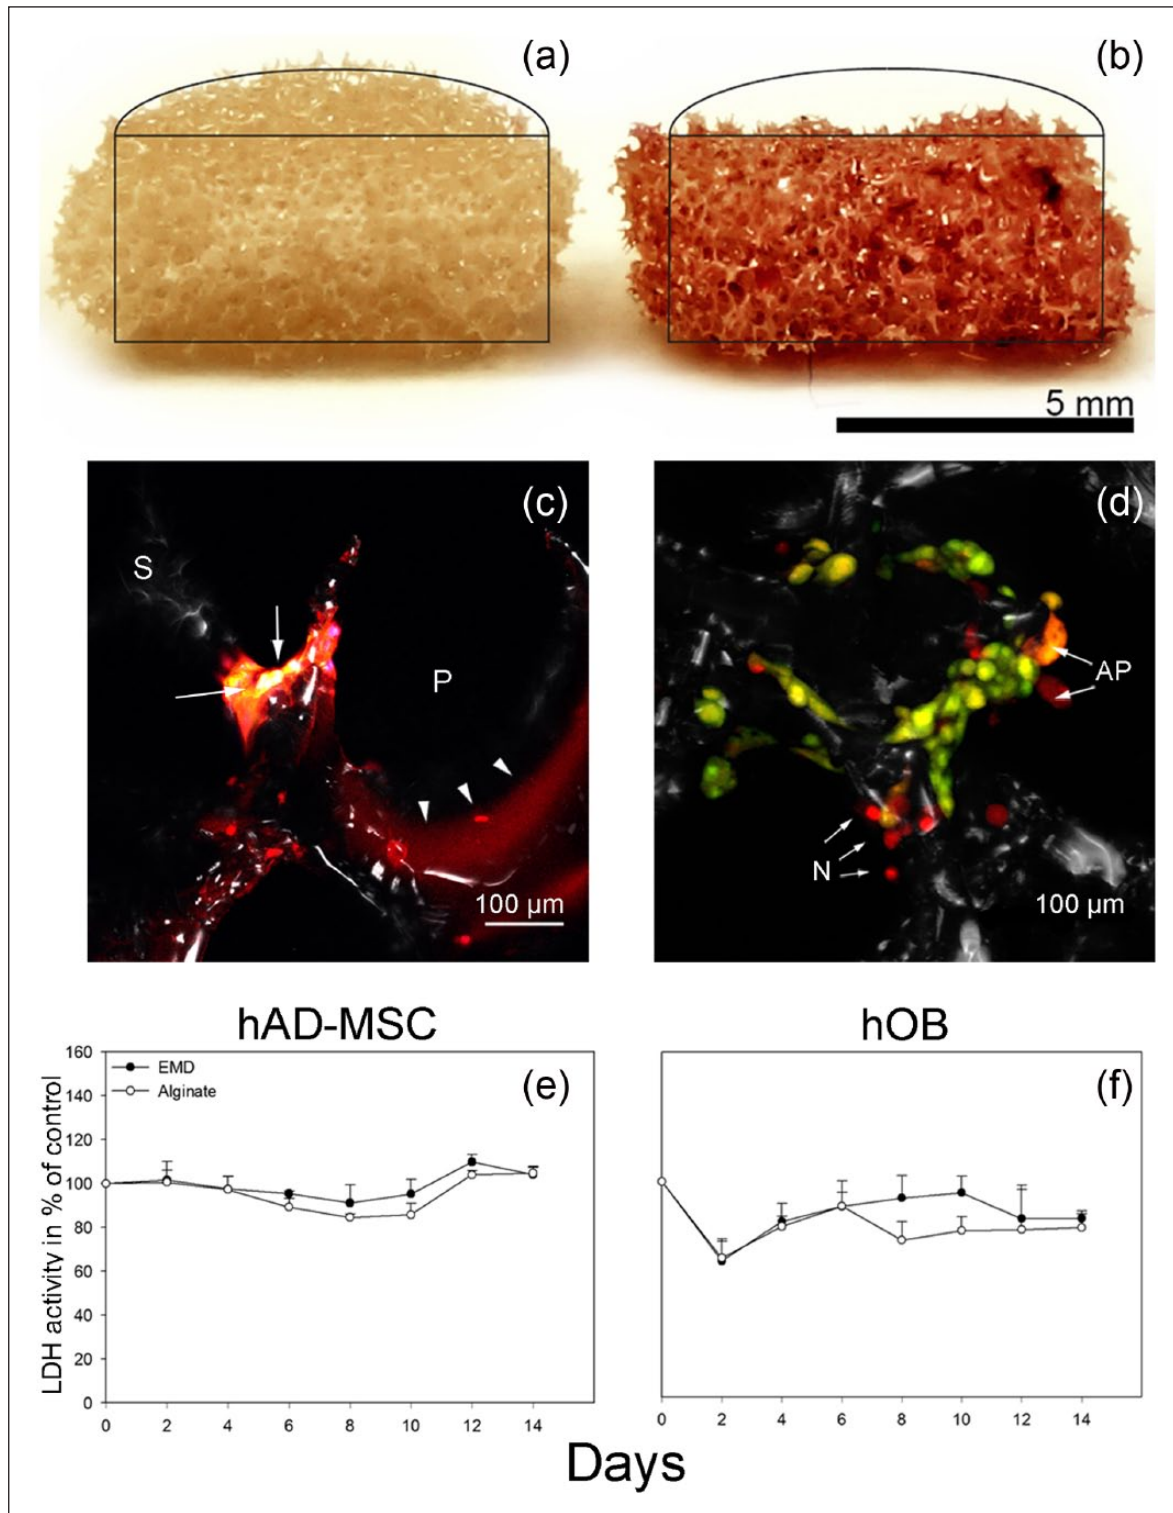 (a)
(b)
5 mm
(c)
S
P
100 µm
(d)
AP
N
100 µm
hAD-MSC
hOB
LDH activity in % of control
160
140
120
100
80
60
40
20
0
EMD
Alginate
(e)
0 2 4 6 8 10 12 14
(f)
0 2 4 6 8 10 12 14
Days